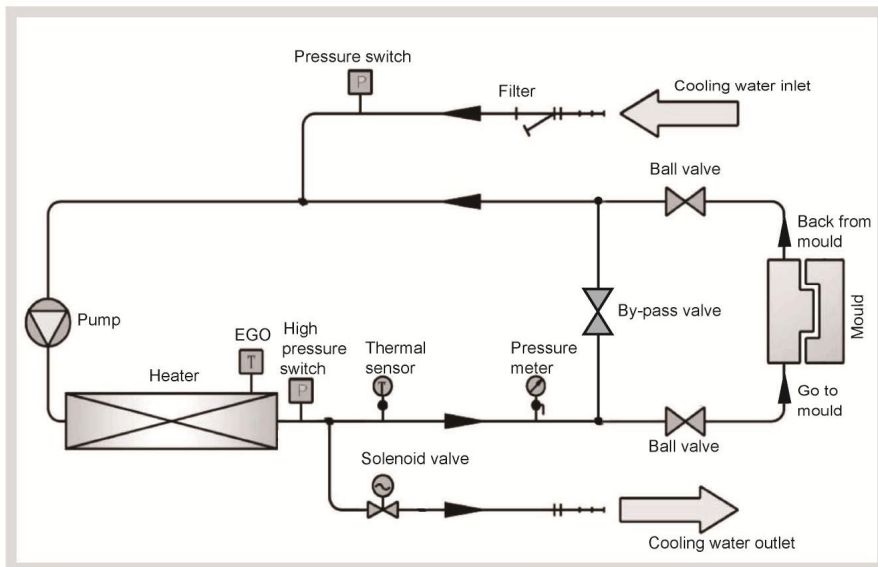 Pressure switch
P
Filter
Cooling water inlet
Ball valve
Back from
mould
Pump
By-pass valve
Mould
EGO
T
High
pressure
switch
P
Thermal
sensor
T
Pressure
meter
Heater
Go to
mould
Ball valve
Solenoid valve
Cooling water outlet